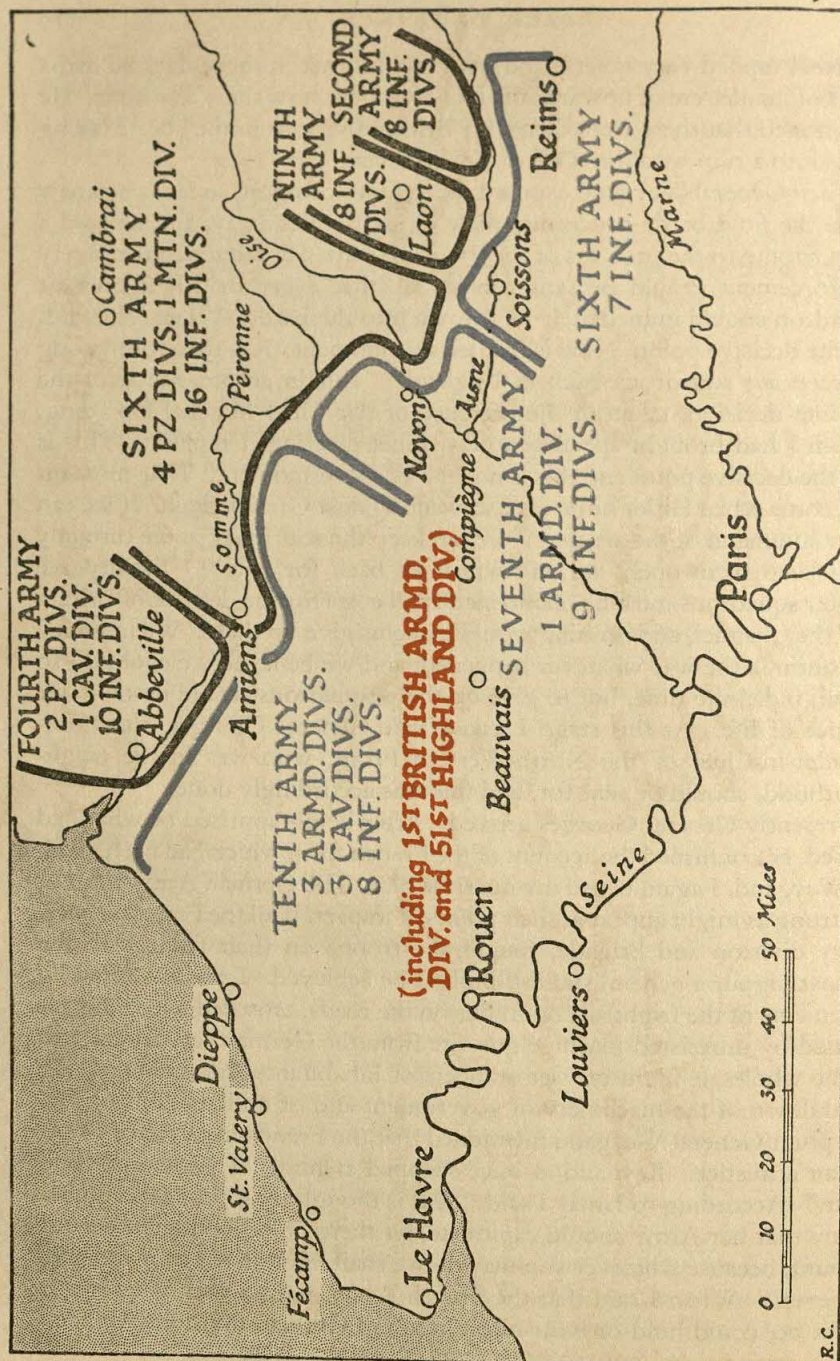 FOURTH ARMY
2 PZ DIVS.
1 CAV. DIV.
10 INF. DIVS.
Abbeville
Somme
Amiens
Péronne
Cambrai
SIXTH ARMY
4 PZ DIVS. 1 MTN. DIV.
16 INF. DIVS.
Oise
NINTH
ARMY
8 INF.
DIVS.
SECOND
ARMY
8 INF.
DIVS.
Laon
Reims
Soissons
Noyon
Aisne
Compiègne
SIXTH ARMY
7 INF. DIVS.
Marne
SEVENTH ARMY
1 ARMD. DIV.
9 INF. DIVS.
TENTH ARMY
3 ARMD. DIVS.
3 CAV. DIVS.
8 INF. DIVS.
(including 1ST BRITISH ARMD.
DIV. and 51ST HIGHLAND DIV.)
Beauvais
Paris
Dieppe
St. Valery
Fécamp
Le Havre
Rouen
Louviers
Seine
0 10 20 30 40 50 Miles
R.C.